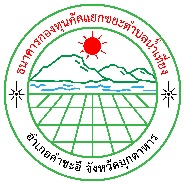 ธนาคารกองทุนคัดแยกขยะตำบลน้ำเที่ยง
อำเภอคำชะอี จังหวัดมุกดาหาร